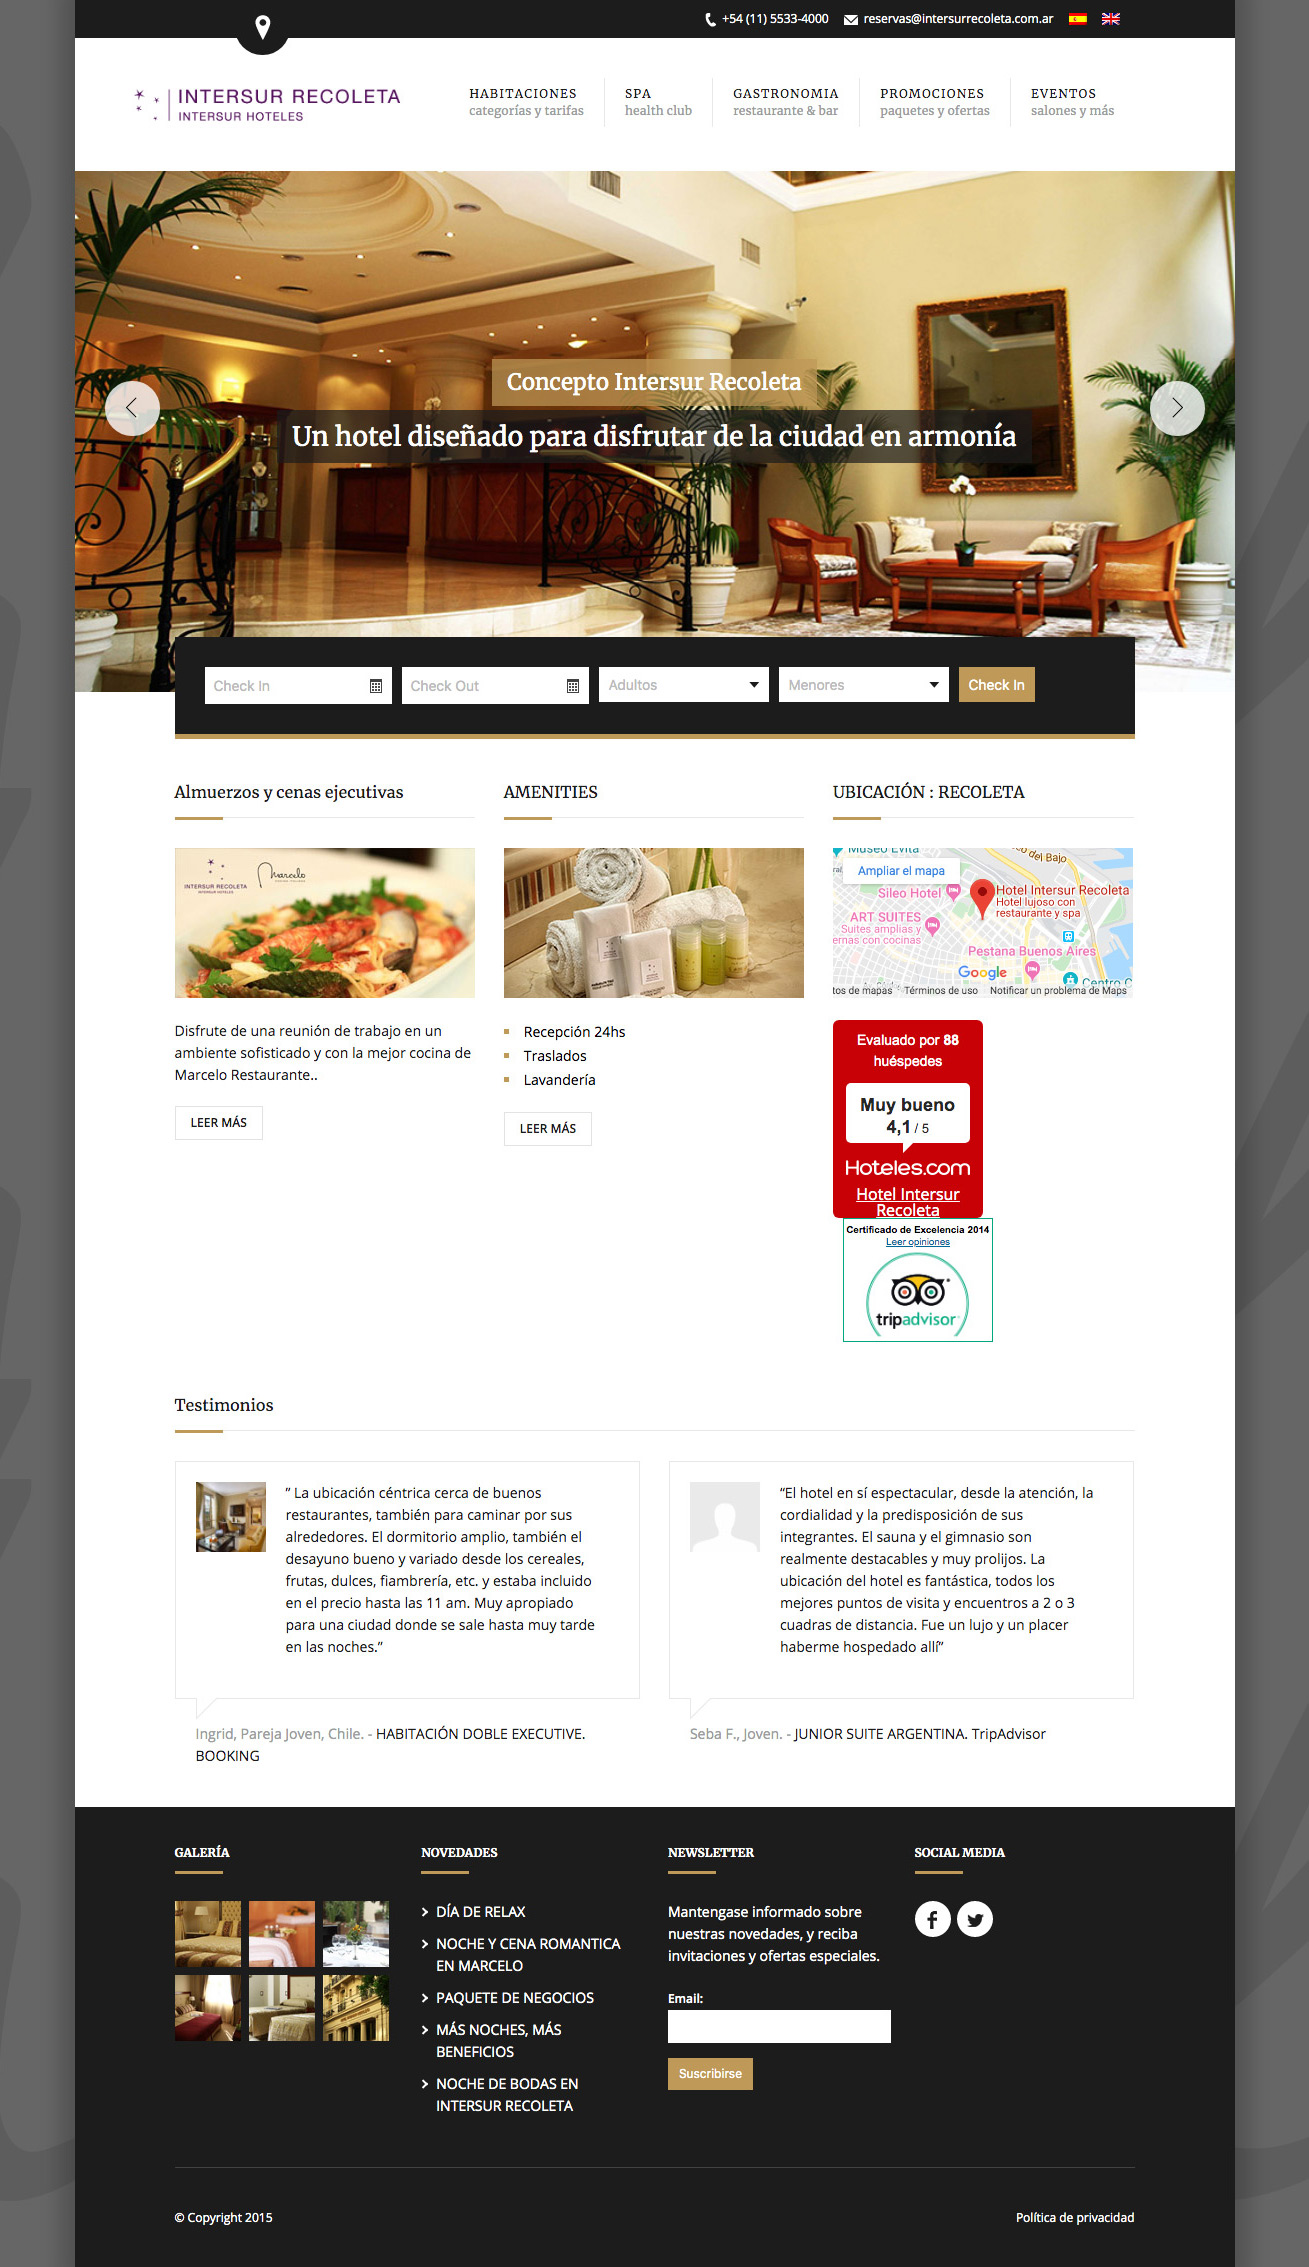 +54 (11) 5533-4000
reservas@intersurrecoleta.com.ar
INTERSUR RECOLETA
INTERSUR HOTELES
HABITACIONES
categorías y tarifas
SPA
health club
GASTRONOMIA
restaurante & bar
PROMOCIONES
paquetes y ofertas
EVENTOS
salones y más
Concepto Intersur Recoleta
Un hotel diseñado para disfrutar de la ciudad en armonía
Check In
Check Out
Adultos
Menores
Check In
Almuerzos y cenas ejecutivas
INTERSUR RECOLETA
INTERSUR HOTELES
Marcelo
Disfrute de una reunión de trabajo en un
ambiente sofisticado y con la mejor cocina de
Marcelo Restaurante..
LEER MÁS
AMENITIES
Recepción 24hs
Traslados
Lavandería
LEER MÁS
UBICACIÓN : RECOLETA
Museo Evita
del Bajo
Ampliar el mapa
Sileo Hotel
Hotel Intersur Recoleta
Hotel lujoso con
restaurante y spa
ART SUITES
Suites amplias y
ernas con cocinas
Pestana Buenos Aires
Google
Centro C
tos de mapas
Términos de uso
Notificar un problema de Maps
Evaluado por 88
huéspedes
Muy bueno
4,1 / 5
Hoteles.com
Hotel Intersur
Recoleta
Certificado de Excelencia 2014
Leer opiniones
tripadvisor
Testimonios
” La ubicación céntrica cerca de buenos
restaurantes, también para caminar por sus
alrededores. El dormitorio amplio, también el
desayuno bueno y variado desde los cereales,
frutas, dulces, fiambrería, etc. y estaba incluido
en el precio hasta las 11 am. Muy apropiado
para una ciudad donde se sale hasta muy tarde
en las noches.”
Ingrid, Pareja Joven, Chile. - HABITACIÓN DOBLE EXECUTIVE.
BOOKING
“El hotel en sí espectacular, desde la atención, la
cordialidad y la predisposición de sus
integrantes. El sauna y el gimnasio son
realmente destacables y muy prolijos. La
ubicación del hotel es fantástica, todos los
mejores puntos de visita y encuentros a 2 o 3
cuadras de distancia. Fue un lujo y un placer
haberme hospedado allí”
Seba F., Joven. - JUNIOR SUITE ARGENTINA. TripAdvisor
GALERÍA
NOVEDADES
DÍA DE RELAX
NOCHE Y CENA ROMANTICA
EN MARCELO
PAQUETE DE NEGOCIOS
MÁS NOCHES, MÁS
BENEFICIOS
NOCHE DE BODAS EN
INTERSUR RECOLETA
NEWSLETTER
Mantengase informado sobre
nuestras novedades, y reciba
invitaciones y ofertas especiales.
Email:
Suscribirse
SOCIAL MEDIA
© Copyright 2015
Política de privacidad